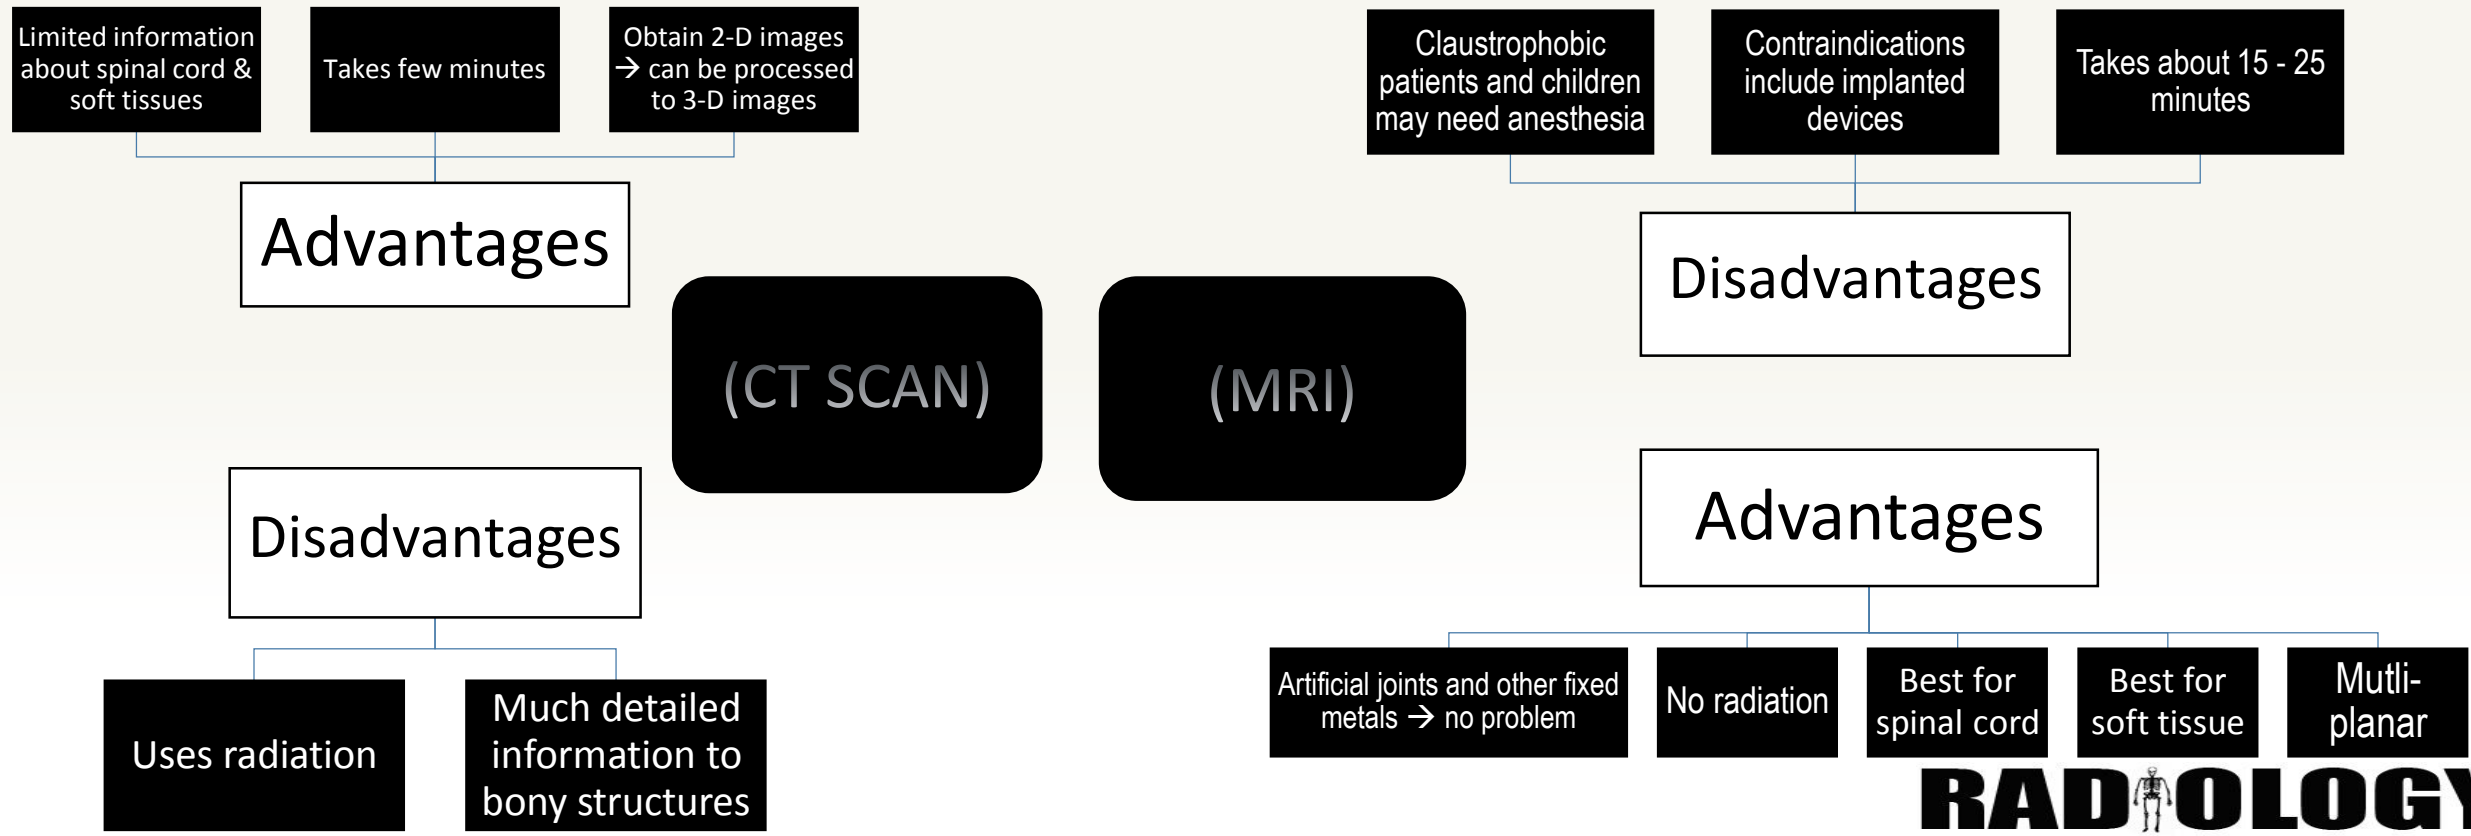 Limited information
about spinal cord &
soft tissues
Takes few minutes
Obtain 2-D images
→ can be processed
to 3-D images
Advantages
(CT SCAN)
Disadvantages
Uses radiation
Much detailed
information to
bony structures
Claustrophobic
patients and children
may need anesthesia
Contraindications
include implanted
devices
Takes about 15 - 25
minutes
Disadvantages
(MRI)
Advantages
Artificial joints and other fixed
metals → no problem
No radiation
Best for
spinal cord
Best for
soft tissue
Mutli-
planar
RADIOLOGY